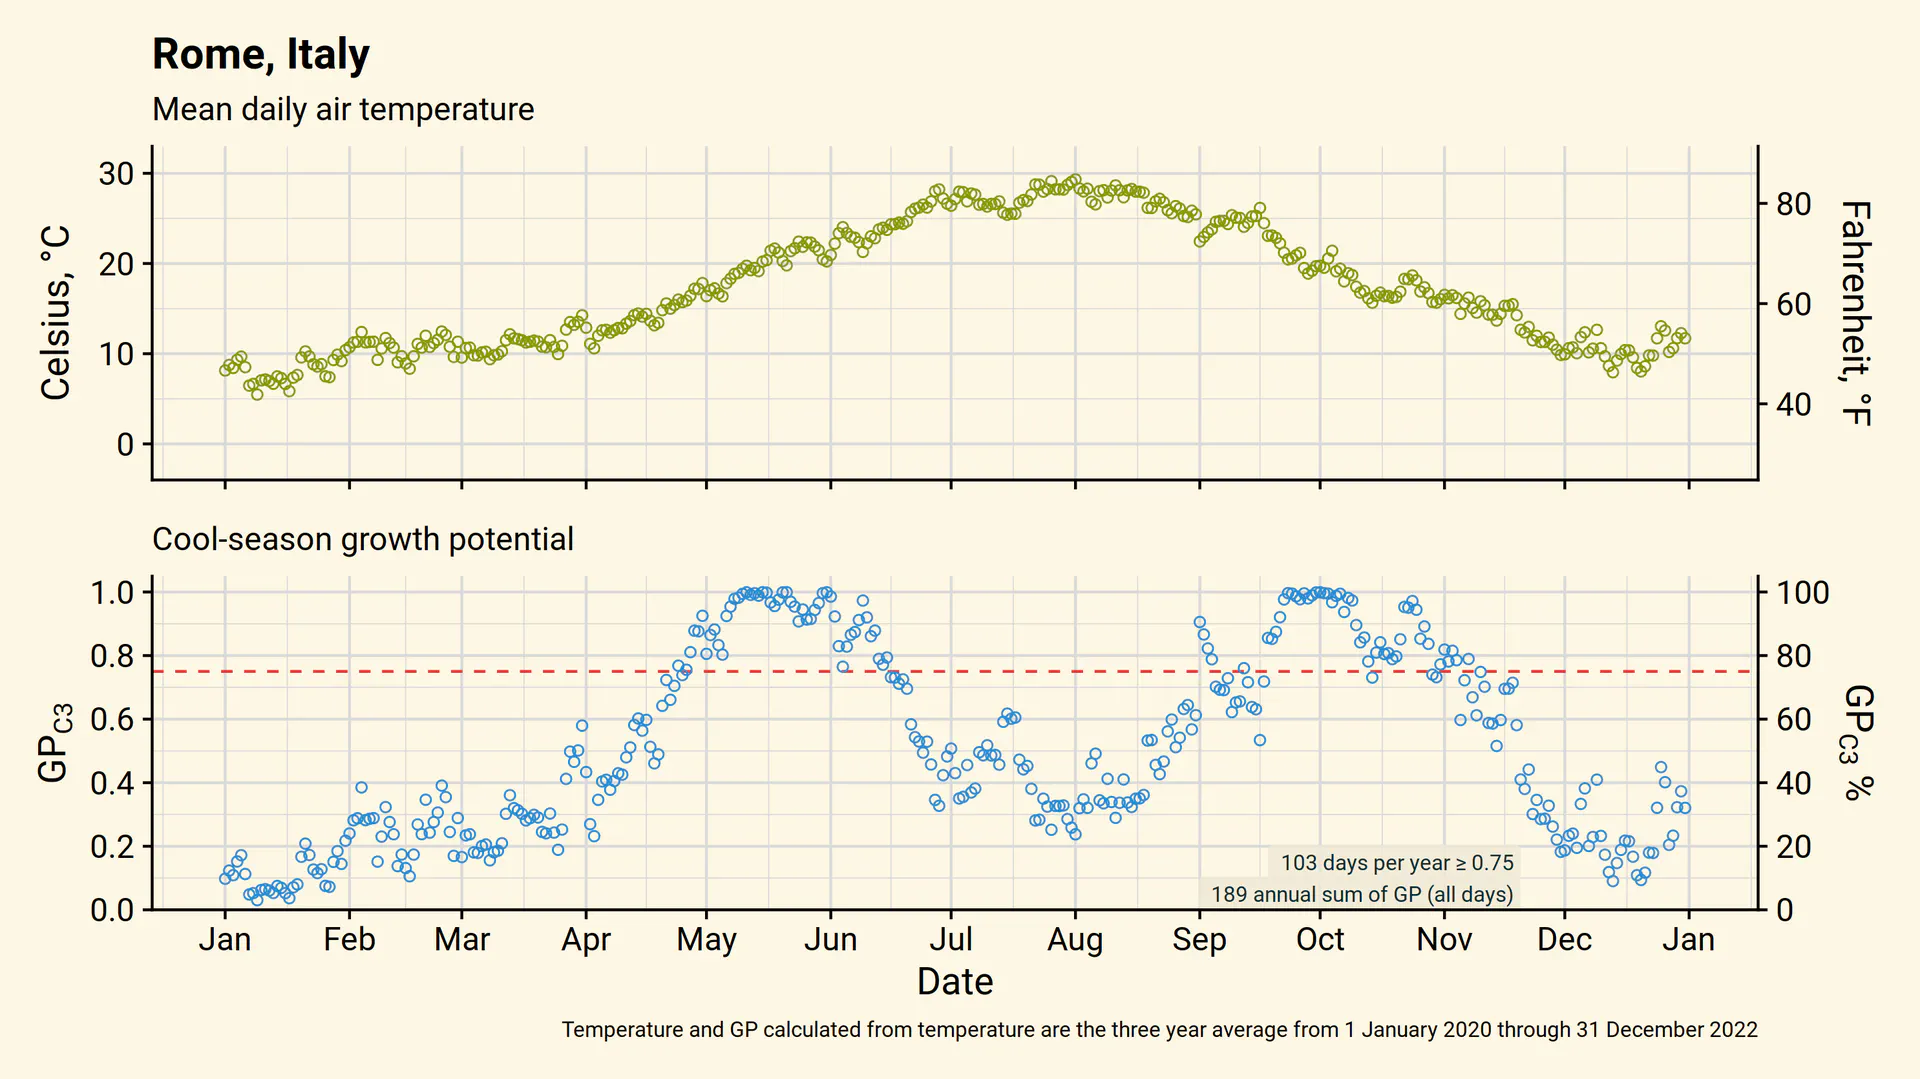 Rome, Italy
Mean daily air temperature
30
20
10
0
Celsius, °C
80
60
40
Fahrenheit, °F
Cool-season growth potential
1.0
0.8
0.6
0.4
0.2
0.0
GPC3
100
80
60
40
20
0
GPC3 %
103 days per year ≥ 0.75
189 annual sum of GP (all days)
Jan Feb Mar Apr May Jun Jul Aug Sep Oct Nov Dec Jan
Date
Temperature and GP calculated from temperature are the three year average from 1 January 2020 through 31 December 2022